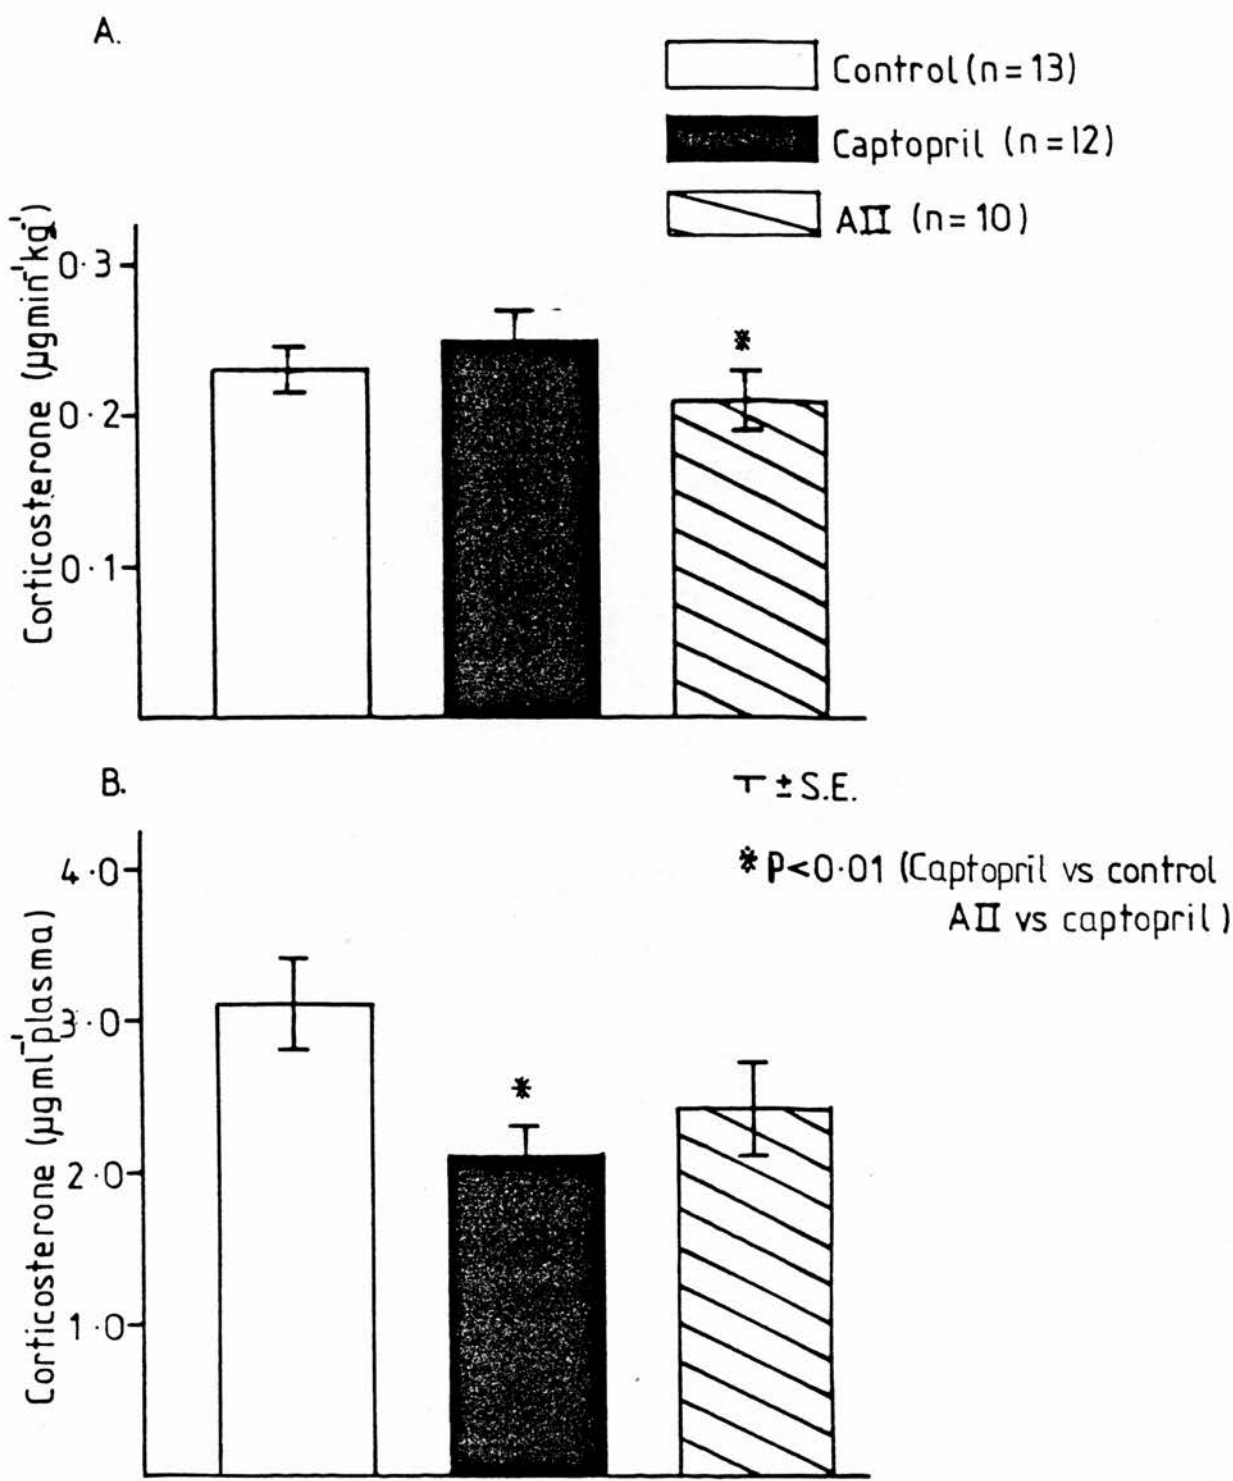 A.
Control (n=13)
Captopril (n=12)
AII (n=10)
Corticosterone (µgmin⁻¹kg⁻¹)
0·3
0·2
0·1
B.
± S.E.
* P<0·01 (Captopril vs control
AII vs captopril)
Corticosterone (µgml⁻¹plasma)
4·0
3·0
2·0
1·0
*
*